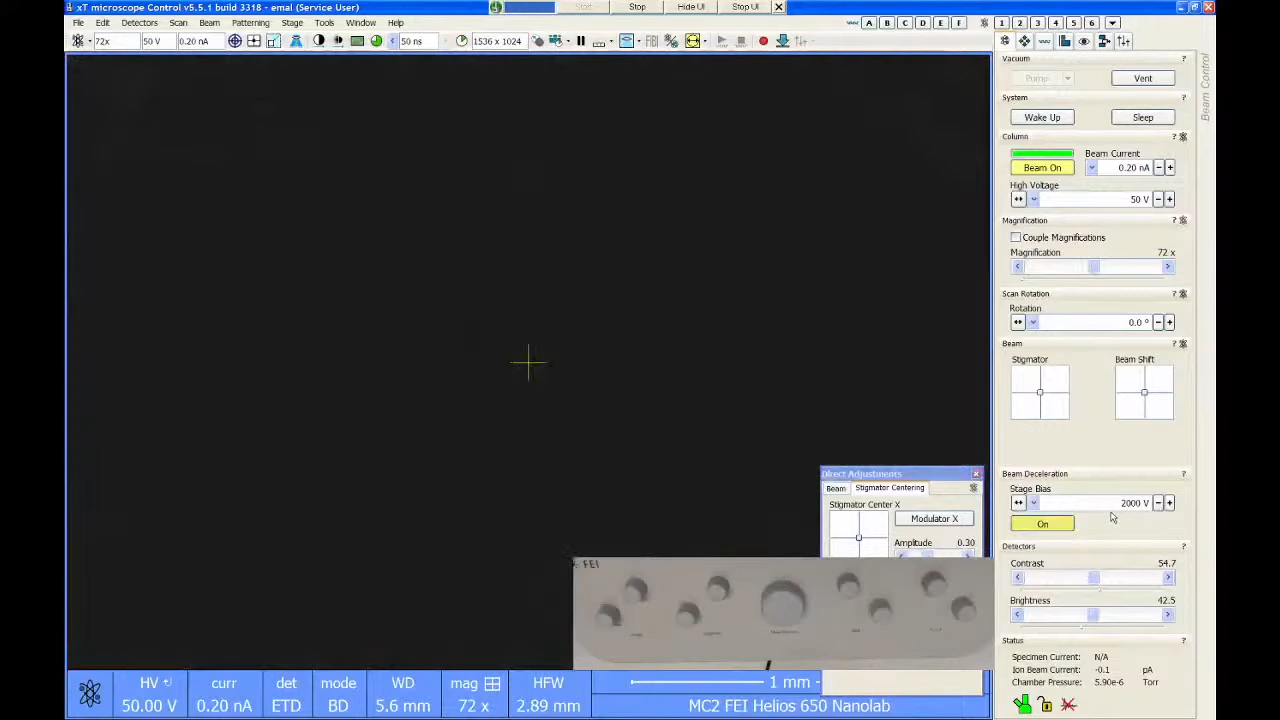 xT microscope Control v5.5.1 build 3318 - emal (Service User)
Start
Stop
Hide UI
Stop UI
File Edit Detectors Scan Beam Patterning Stage Tools Window Help
A B C D E F
1 2 3 4 5 6
72x
50 V
0.20 nA
50 ns
1536 x 1024
Vacuum ?
Pump
Vent
System ?
Wake Up
Sleep
Column ?
Beam Current
Beam On
0.20 nA
High Voltage
50 V
Magnification ?
Couple Magnifications
Magnification 72 x
Scan Rotation ?
Rotation
0.0 °
Beam ?
Stigmator
Beam Shift
Beam Deceleration ?
Stage Bias
2000 V
On
Detectors ?
Contrast 54.7
Brightness 42.5
Status ?
Specimen Current: N/A
Ion Beam Current: -0.1 pA
Chamber Pressure: 5.90e-6 Torr
Beam Control
Direct Adjustments
Beam
Stigmator Centering
Stigmator Center X
Modulator X
Amplitude 0.30
FEI
HV curr det mode WD mag HFW
50.00 V 0.20 nA ETD BD 5.6 mm 72 x 2.89 mm
1 mm
MC2 FEI Helios 650 Nanolab